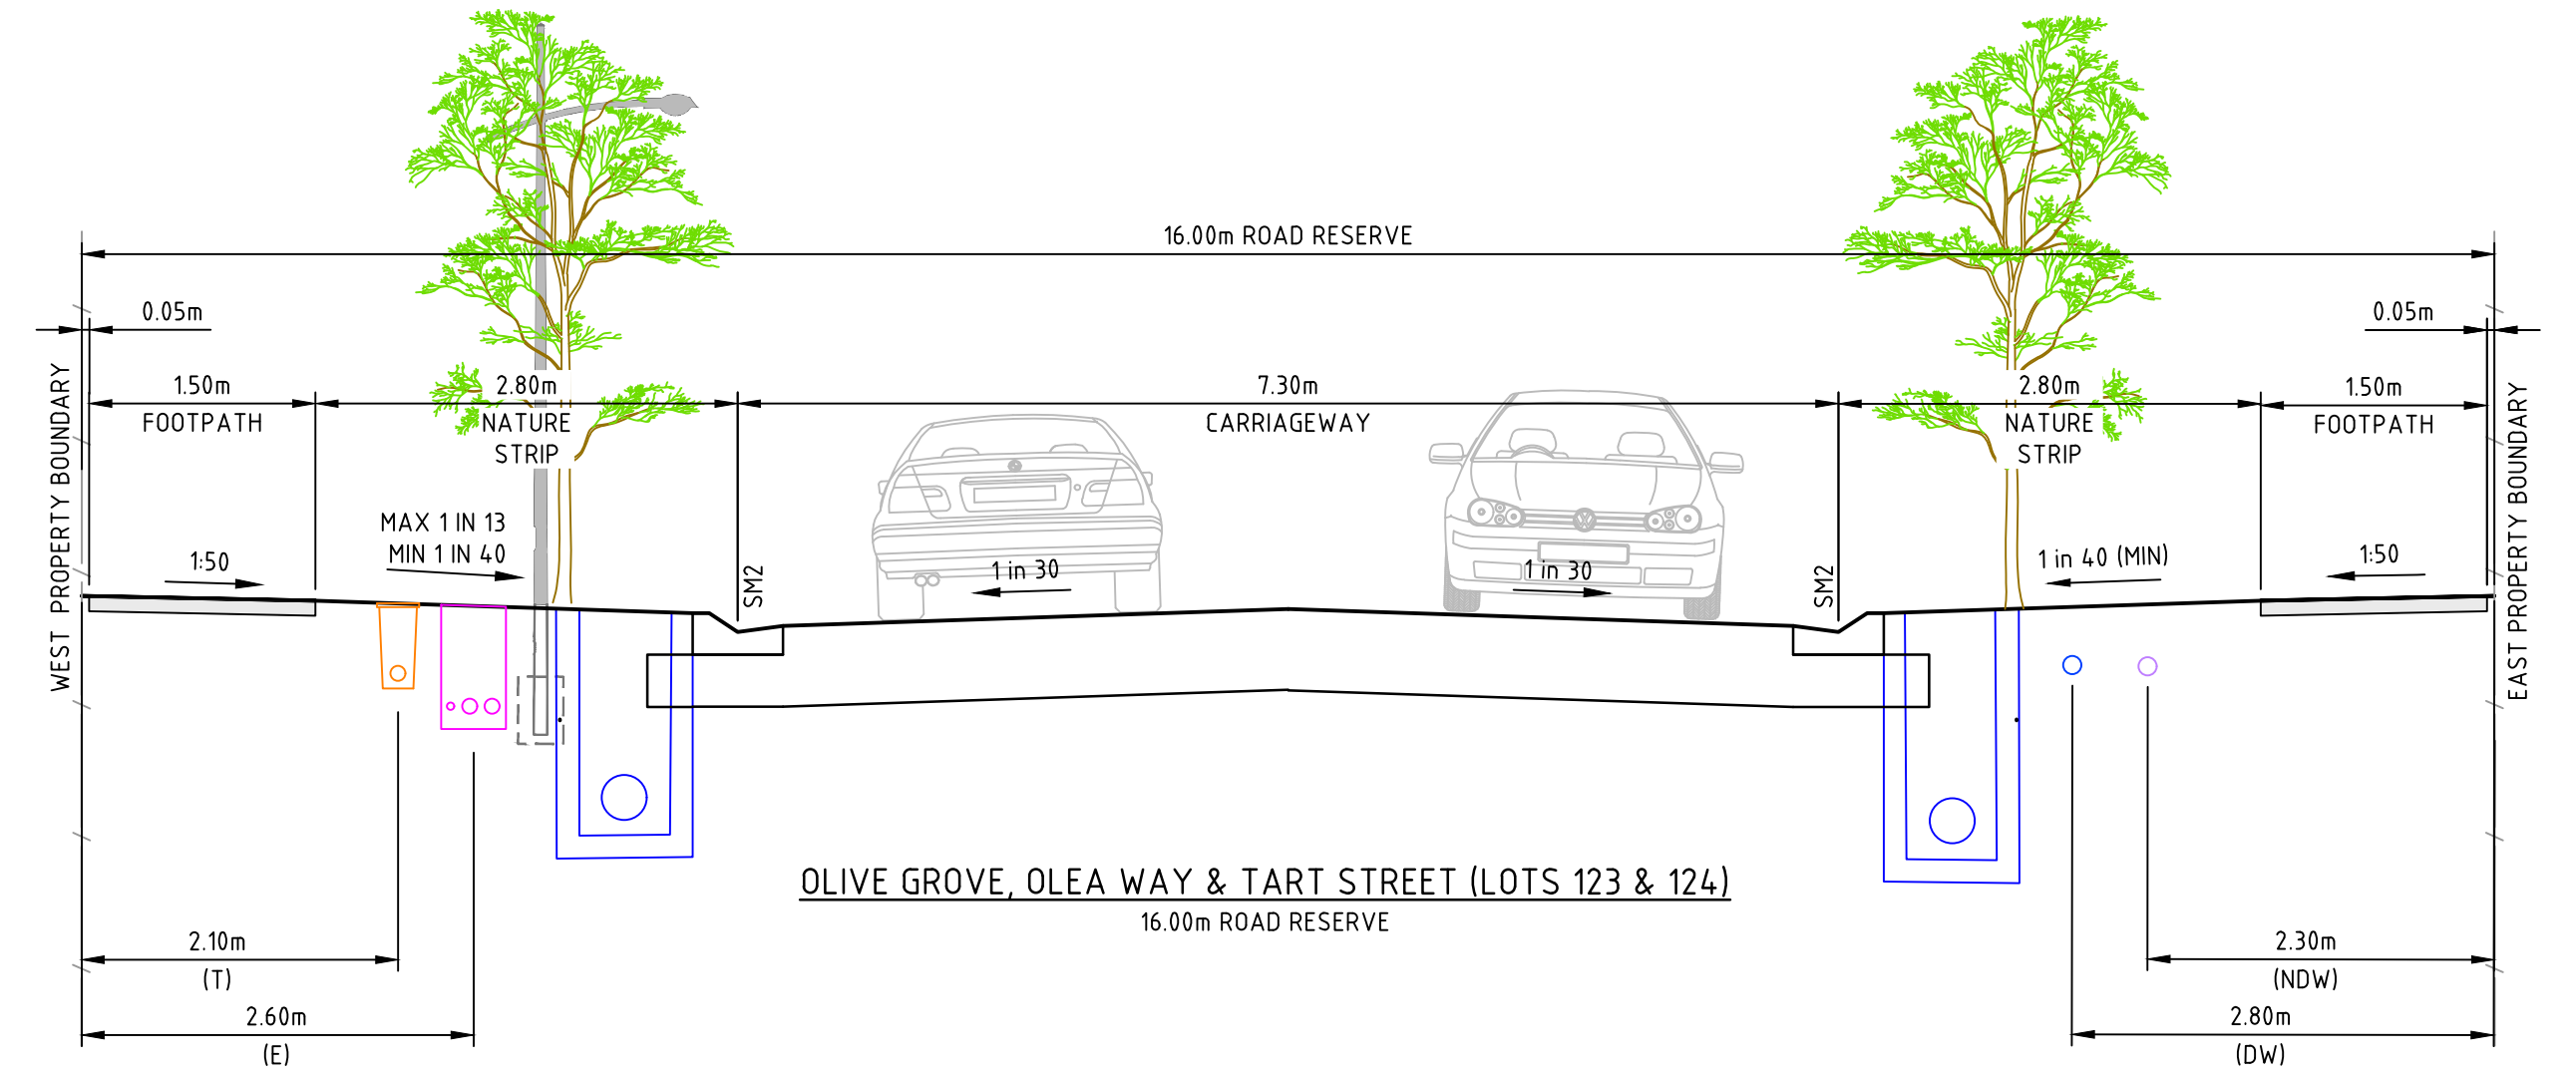 16.00m ROAD RESERVE
0.05m
0.05m
1.50m
FOOTPATH
2.80m
NATURE
STRIP
7.30m
CARRIAGEWAY
2.80m
NATURE
STRIP
1.50m
FOOTPATH
WEST PROPERTY BOUNDARY
EAST PROPERTY BOUNDARY
1:50
MAX 1 IN 13
MIN 1 IN 40
SM2
1 in 30
1 in 30
SM2
1 in 40 (MIN)
1:50
OLIVE GROVE, OLEA WAY & TART STREET (LOTS 123 & 124)
16.00m ROAD RESERVE
2.10m
(T)
2.60m
(E)
2.30m
(NDW)
2.80m
(DW)